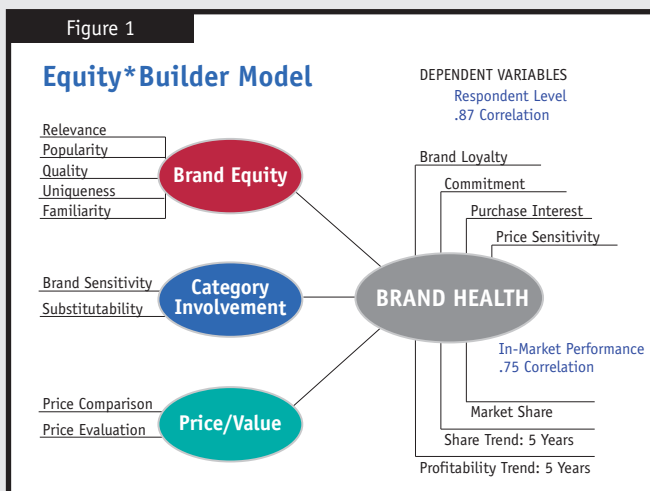 Figure 1
Equity*Builder Model
DEPENDENT VARIABLES
Respondent Level
.87 Correlation
Relevance
Popularity
Quality
Uniqueness
Familiarity
Brand Equity
Brand Loyalty
Commitment
Purchase Interest
Price Sensitivity
Brand Sensitivity
Substitutability
Category
Involvement
BRAND HEALTH
In-Market Performance
.75 Correlation
Price Comparison
Price Evaluation
Price/Value
Market Share
Share Trend: 5 Years
Profitability Trend: 5 Years